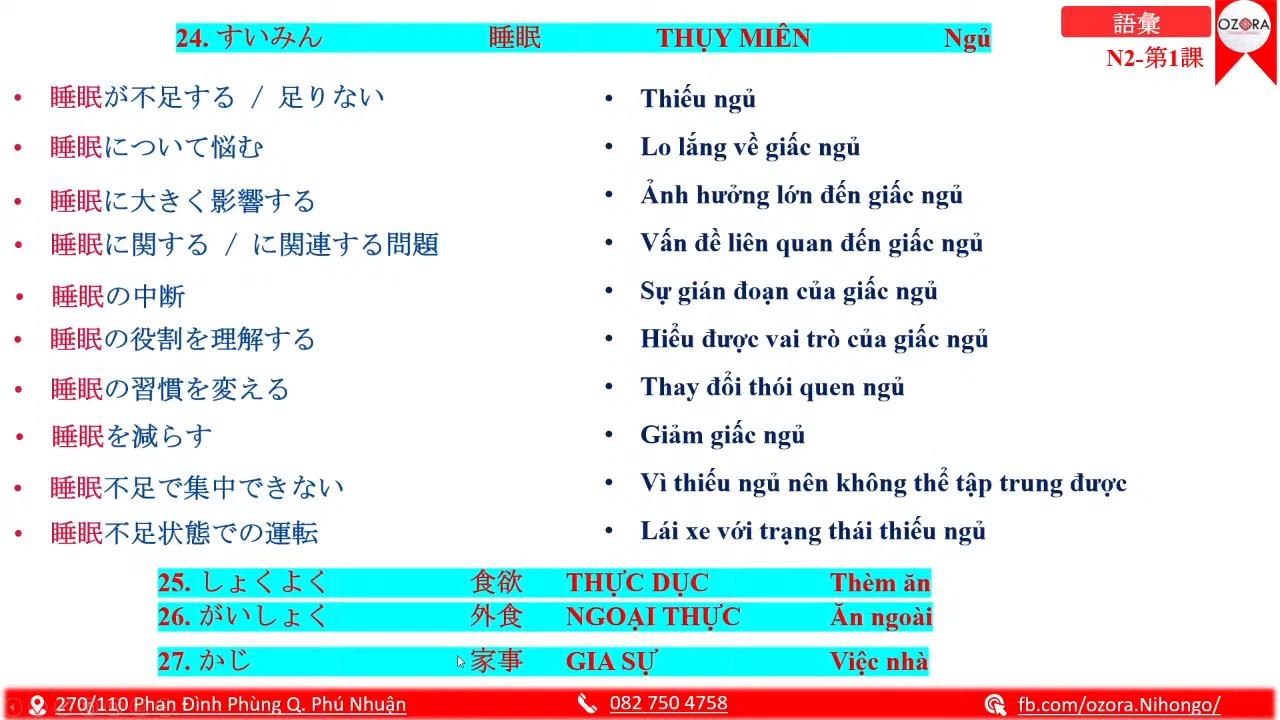 24. すいみん 睡眠 THỤY MIÊN Ngủ
語彙
OZORA
N2-第1課
• 睡眠が不足する / 足りない • Thiếu ngủ
• 睡眠について悩む • Lo lắng về giấc ngủ
• 睡眠に大きく影響する • Ảnh hưởng lớn đến giấc ngủ
• 睡眠に関する / に関連する問題 • Vấn đề liên quan đến giấc ngủ
• 睡眠の中断 • Sự gián đoạn của giấc ngủ
• 睡眠の役割を理解する • Hiểu được vai trò của giấc ngủ
• 睡眠の習慣を変える • Thay đổi thói quen ngủ
• 睡眠を減らす • Giảm giấc ngủ
• 睡眠不足で集中できない • Vì thiếu ngủ nên không thể tập trung được
• 睡眠不足状態での運転 • Lái xe với trạng thái thiếu ngủ
25. しょくよく 食欲 THỰC DỤC Thèm ăn
26. がいしょく 外食 NGOẠI THỰC Ăn ngoài
27. かじ 家事 GIA SỰ Việc nhà
270/110 Phan Đình Phùng Q. Phú Nhuận 082 750 4758 fb.com/ozora.Nihongo/